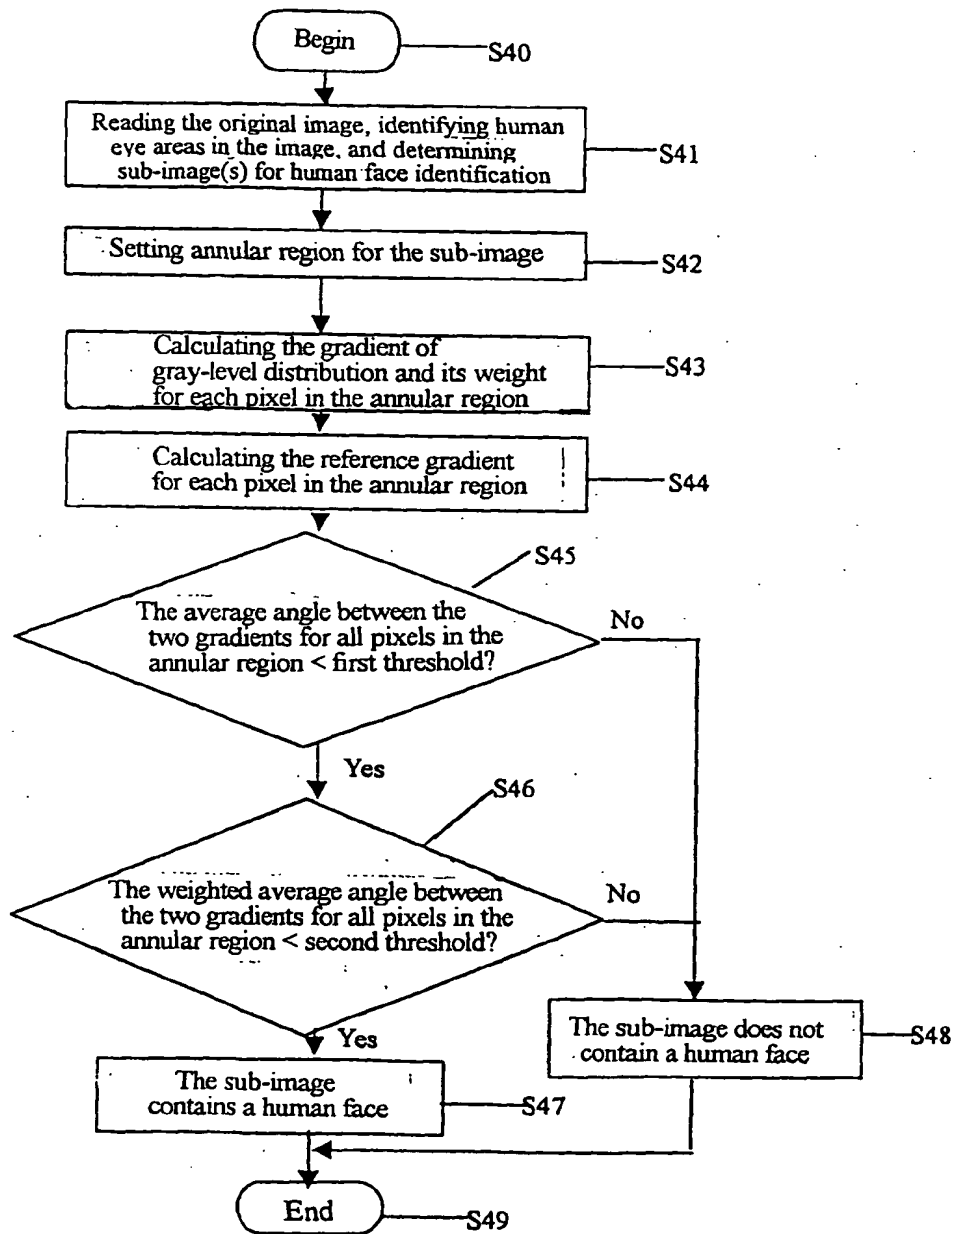 Begin
S40
Reading the original image, identifying human
eye areas in the image, and determining
sub-image(s) for human face identification
S41
Setting annular region for the sub-image
S42
Calculating the gradient of
gray-level distribution and its weight
for each pixel in the annular region
S43
Calculating the reference gradient
for each pixel in the annular region
S44
S45
The average angle between the
two gradients for all pixels in the
annular region < first threshold?
No
Yes
S46
The weighted average angle between
the two gradients for all pixels in the
annular region < second threshold?
No
Yes
The sub-image does not
contain a human face
S48
The sub-image
contains a human face
S47
End
S49